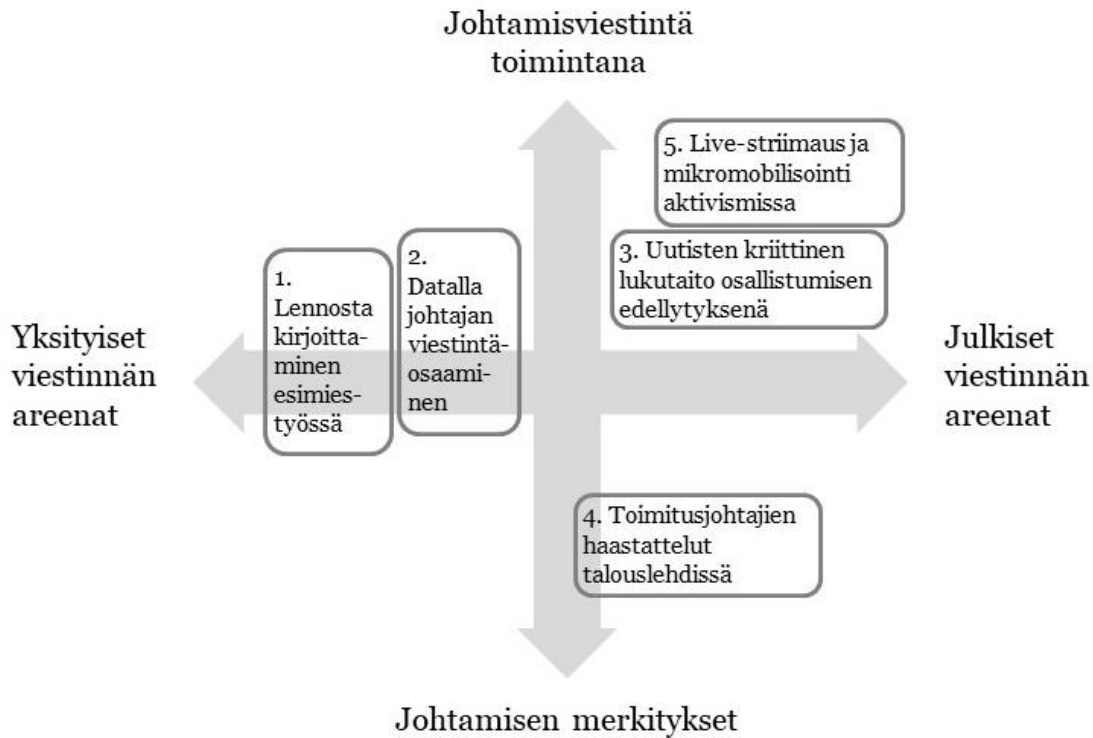 Johtamisviestintä
toimintana
5. Live-striimaus ja
mikromobilisointi
aktivismissa
3. Uutisten kriittinen
lukutaito osallistumisen
edellytyksenä
2.
Datalla
johtajan
viestintä-
osaami-
nen
1.
Lennosta
kirjoitta-
minen
esimies-
työssä
Yksityiset
viestinnän
areenat
Julkiset
viestinnän
areenat
4. Toimitusjohtajien
haastattelut
talouslehdissä
Johtamisen merkitykset